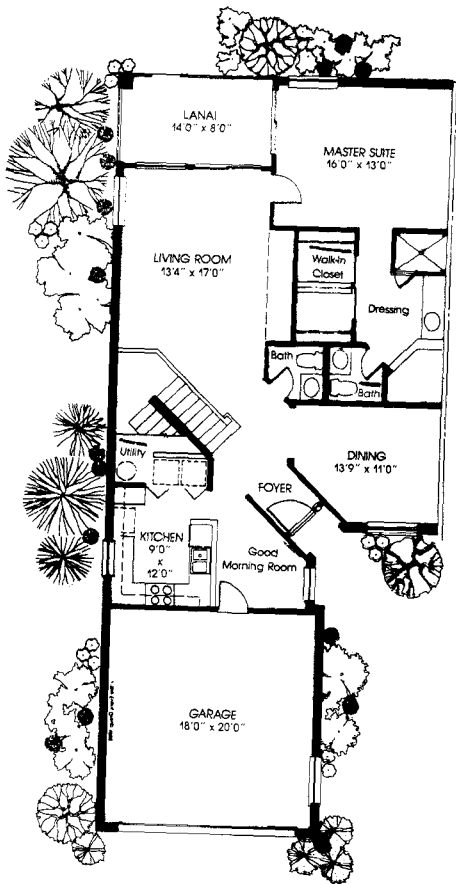 LANAI
14'0" x 8'0"
MASTER SUITE
16'0" x 13'0"
LIVING ROOM
13'4" x 17'0"
Walk-In
Closet
Dressing
Bath
Bath
Utility
DINING
13'9" x 11'0"
FOYER
KITCHEN
9'0"
x
12'0"
Good
Morning Room
GARAGE
18'0" x 20'0"